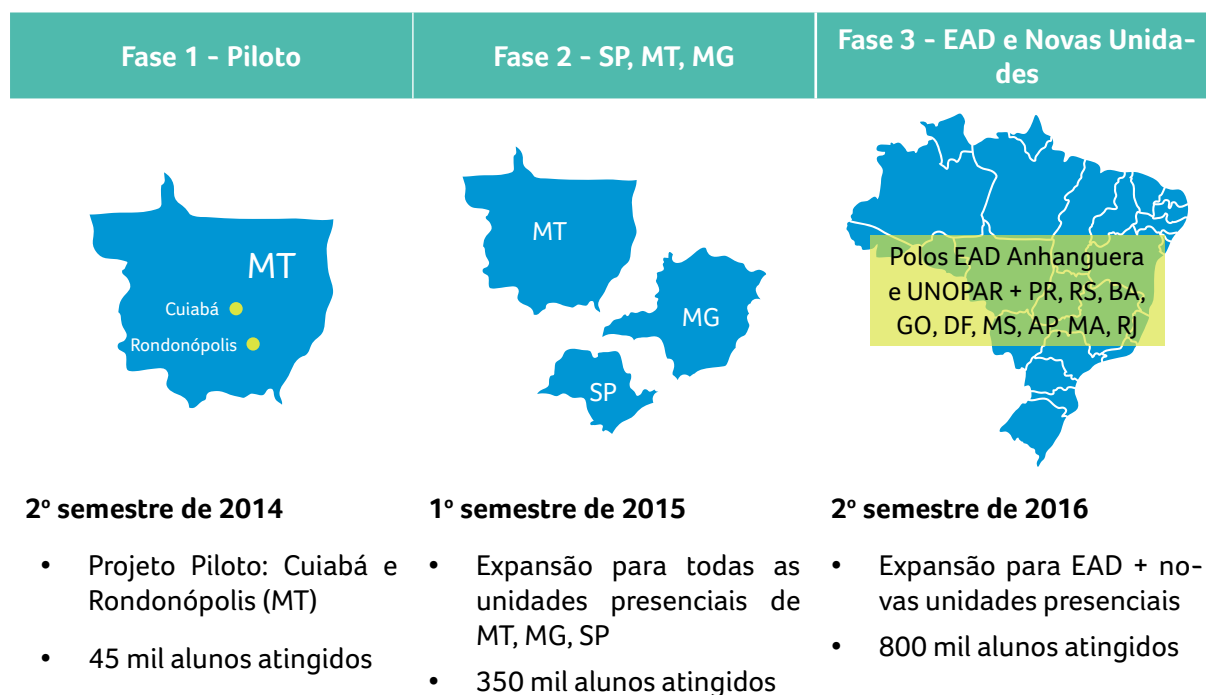 Fase 1 - Piloto
Fase 2 - SP, MT, MG
Fase 3 - EAD e Novas Unida-
des
MT
Cuiabá
Rondonópolis
MT
MG
SP
Polos EAD Anhanguera
e UNOPAR + PR, RS, BA,
GO, DF, MS, AP, MA, RJ
2º semestre de 2014
• Projeto Piloto: Cuiabá e
Rondonópolis (MT)
• 45 mil alunos atingidos
1º semestre de 2015
• Expansão para todas as
unidades presenciais de
MT, MG, SP
• 350 mil alunos atingidos
2º semestre de 2016
• Expansão para EAD + no-
vas unidades presenciais
• 800 mil alunos atingidos